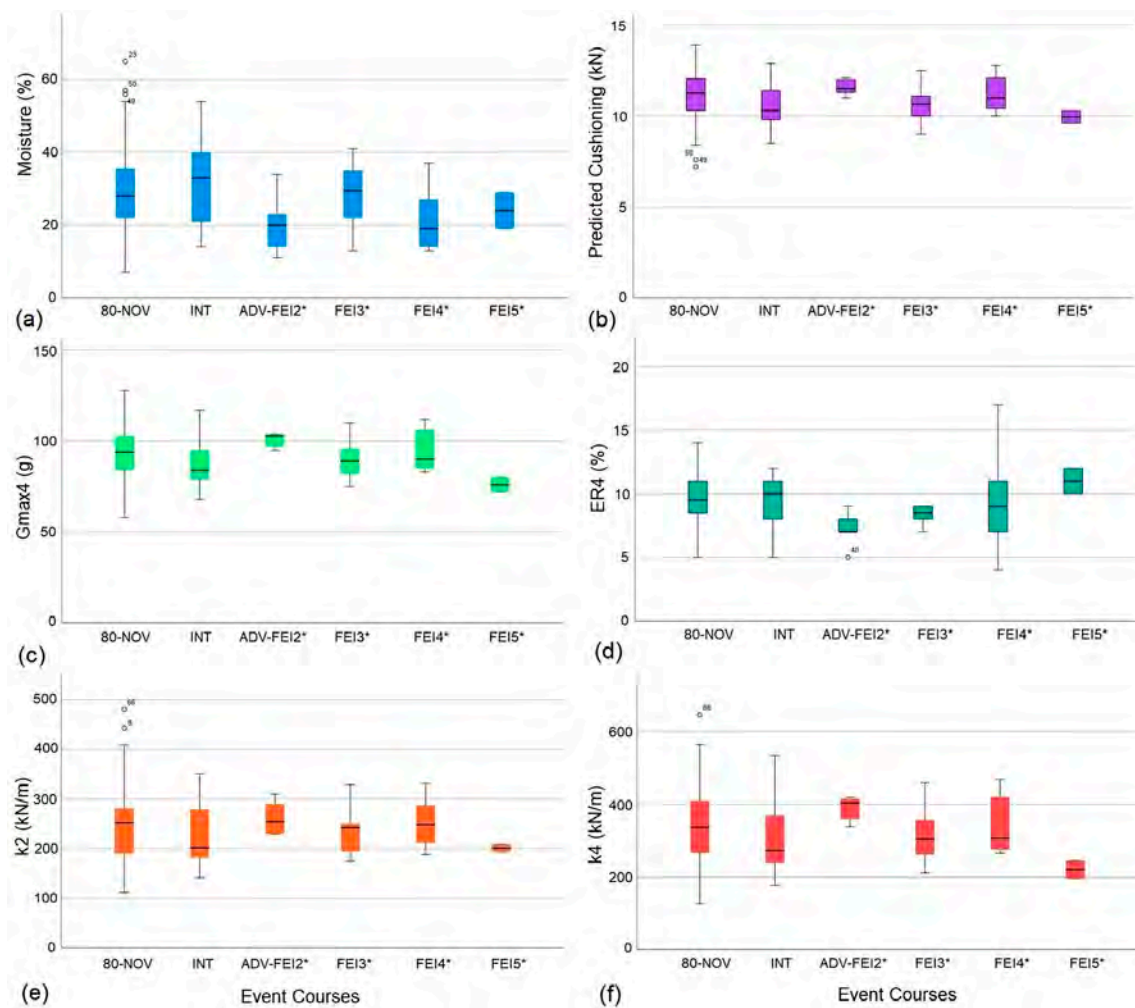 Moisture (%)
60
40
20
0
23
50
49
80-NOV INT ADV-FEI2* FEI3* FEI4* FEI5*
(a)
Predicted Cushioning (kN)
15
10
5
0
49
80-NOV INT ADV-FEI2* FEI3* FEI4* FEI5*
(b)
Gmax4 (g)
150
100
50
0
80-NOV INT ADV-FEI2* FEI3* FEI4* FEI5*
(c)
ER4 (%)
20
15
10
5
0
40
80-NOV INT ADV-FEI2* FEI3* FEI4* FEI5*
(d)
k2 (kN/m)
500
400
300
200
100
0
80-NOV INT ADV-FEI2* FEI3* FEI4* FEI5*
(e)
Event Courses
k4 (kN/m)
600
400
200
0
80-NOV INT ADV-FEI2* FEI3* FEI4* FEI5*
(f)
Event Courses